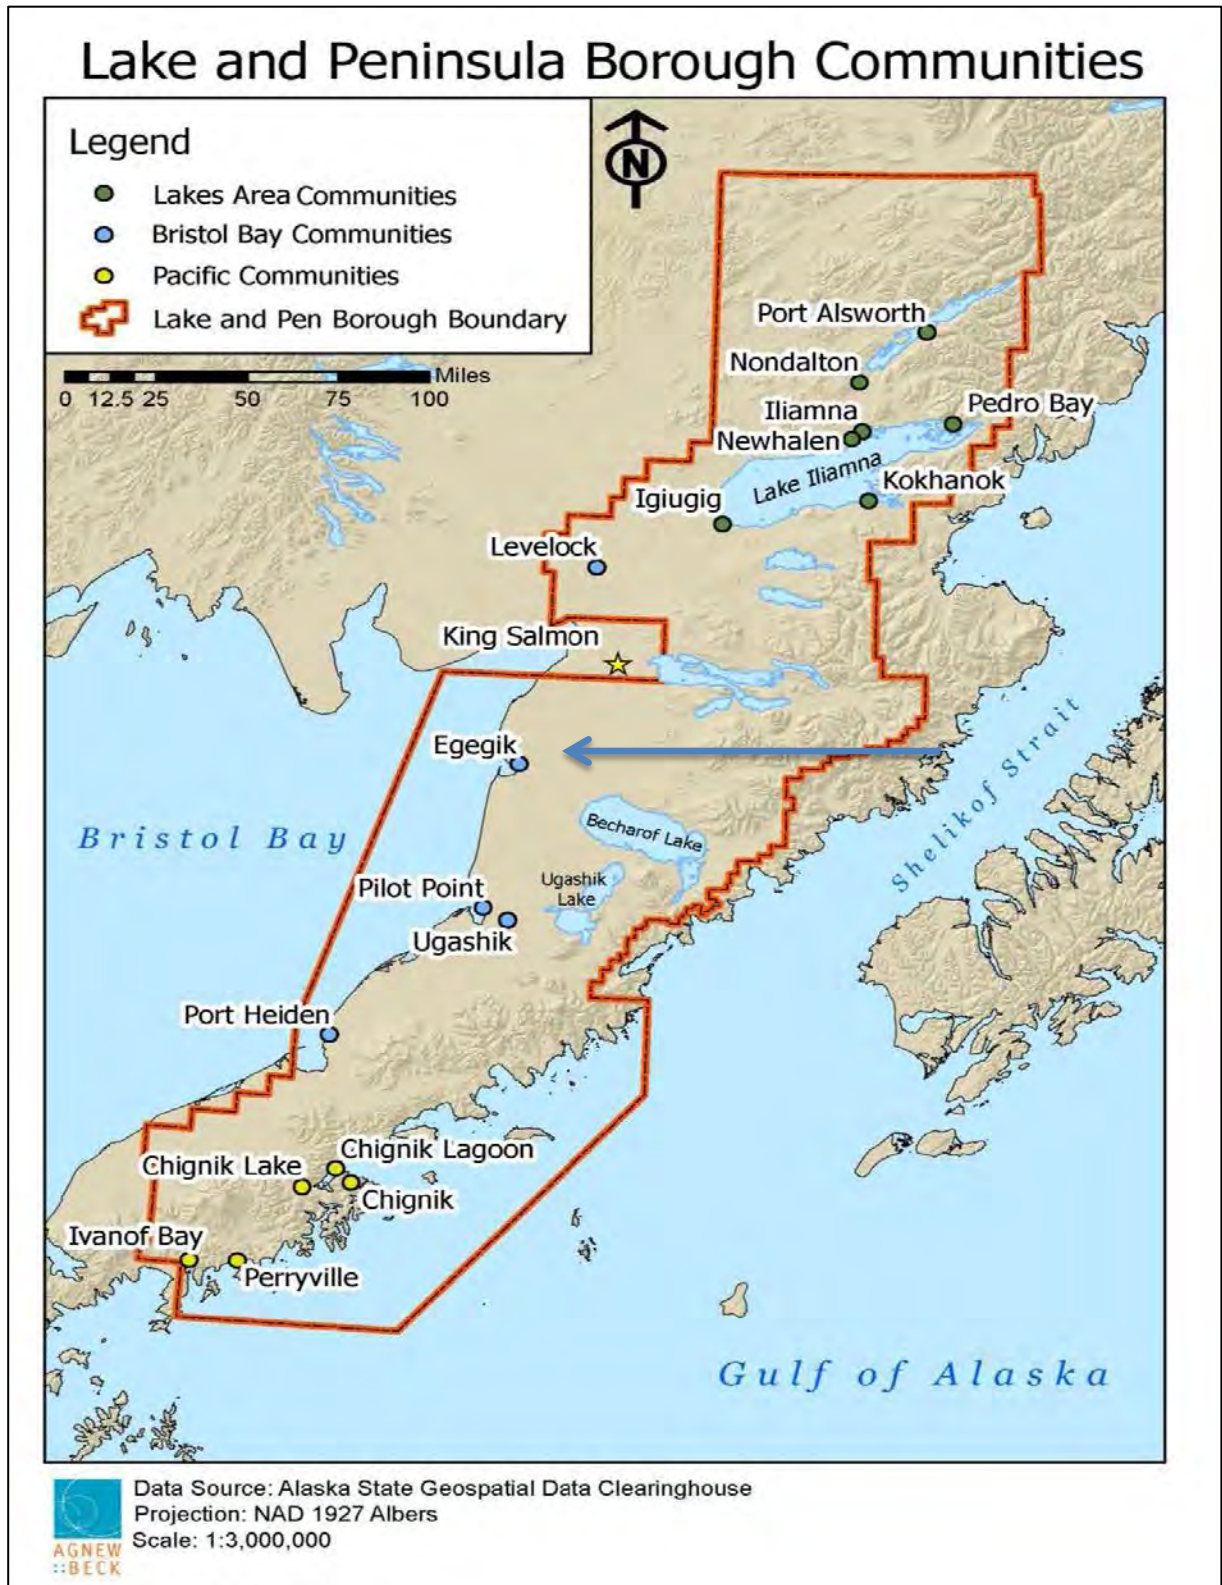 Lake and Peninsula Borough Communities
Legend
Lakes Area Communities
Bristol Bay Communities
Pacific Communities
Lake and Pen Borough Boundary
Miles
0 12.5 25 50 75 100
N
Port Alsworth
Nondalton
Iliamna
Pedro Bay
Newhalen
Lake Iliamna
Kokhanok
Igiugig
Levelock
King Salmon
Egegik
Shelikof Strait
Bristol Bay
Becharof Lake
Ugashik
Lake
Pilot Point
Ugashik
Port Heiden
Chignik Lagoon
Chignik Lake
Chignik
Ivanof Bay
Perryville
Gulf of Alaska
Data Source: Alaska State Geospatial Data Clearinghouse
Projection: NAD 1927 Albers
Scale: 1:3,000,000
AGNEW
::BECK